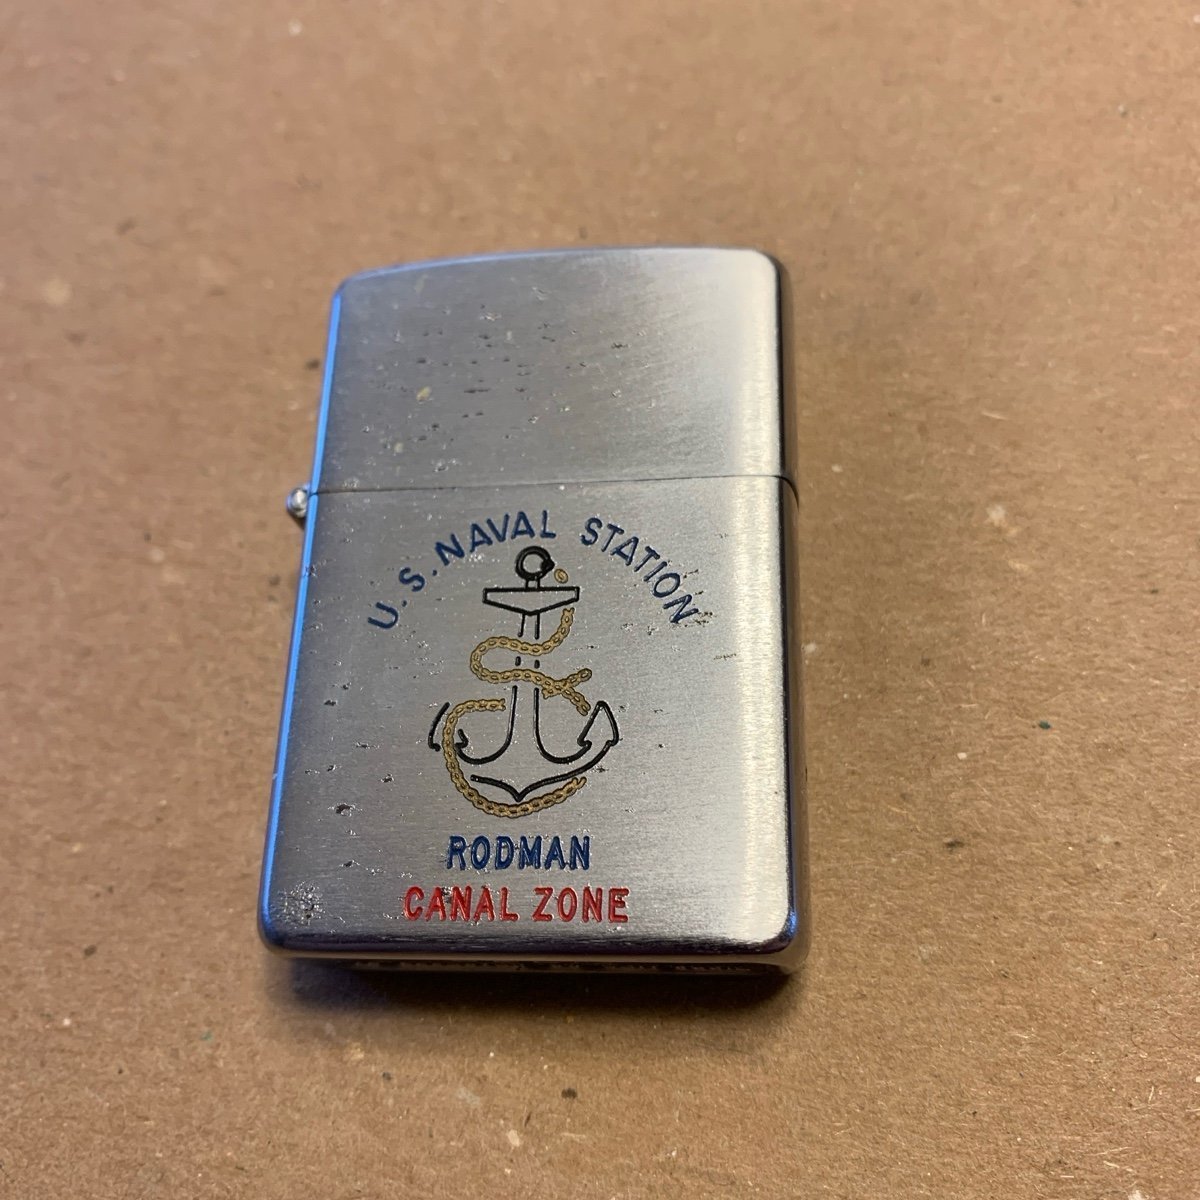 U.S. NAVAL STATION
RODMAN
CANAL ZONE